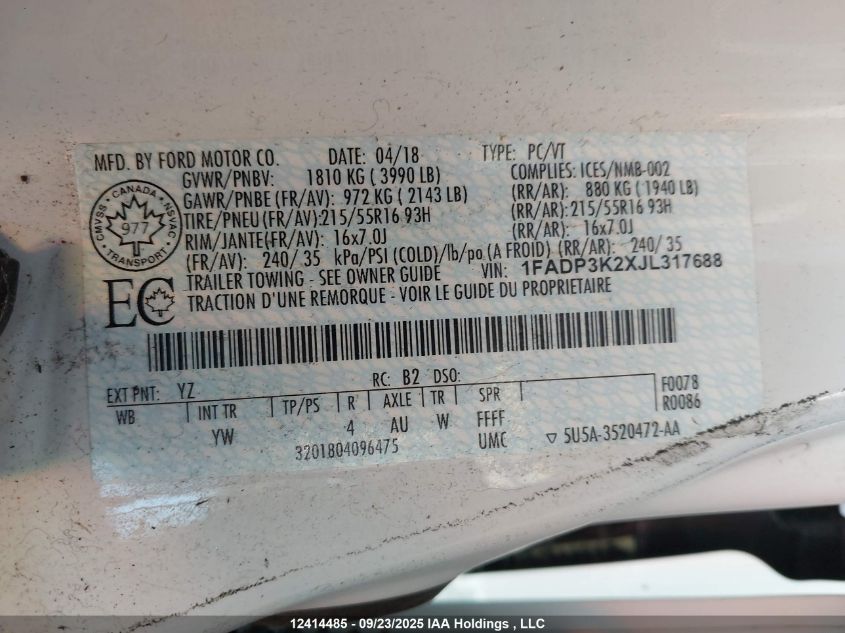 MFD. BY FORD MOTOR CO. DATE: 04/18 TYPE: PC/VT
GVWR/PNBV: 1810 KG ( 3990 LB) COMPLIES: ICES/NMB-002
GAWR/PNBE (FR/AV): 972 KG ( 2143 LB) (RR/AR): 880 KG ( 1940 LB)
TIRE/PNEU (FR/AV):215/55R16 93H (RR/AR):215/55R16 93H
RIM/JANTE(FR/AV): 16x7.0J (RR/AR): 16x7.0J
(FR/AV): 240/ 35 kPa/PSI (COLD)/lb/po (A FROID) (RR/AR): 240/ 35
TRAILER TOWING - SEE OWNER GUIDE VIN: 1FADP3K2XJL317688
TRACTION D'UNE REMORQUE - VOIR LE GUIDE DU PROPRIETAIRE
CANADA
CMVSS 977 NSVAC
TRANSPORT
EC
EXT PNT: YZ RC: B2 DSO:
WB INT TR TP/PS R AXLE TR SPR F0078
YW 4 AU W FFFF R0086
3201804096475 UMC ▽ 5U5A-3520472-AA
12414485 - 09/23/2025 IAA Holdings , LLC